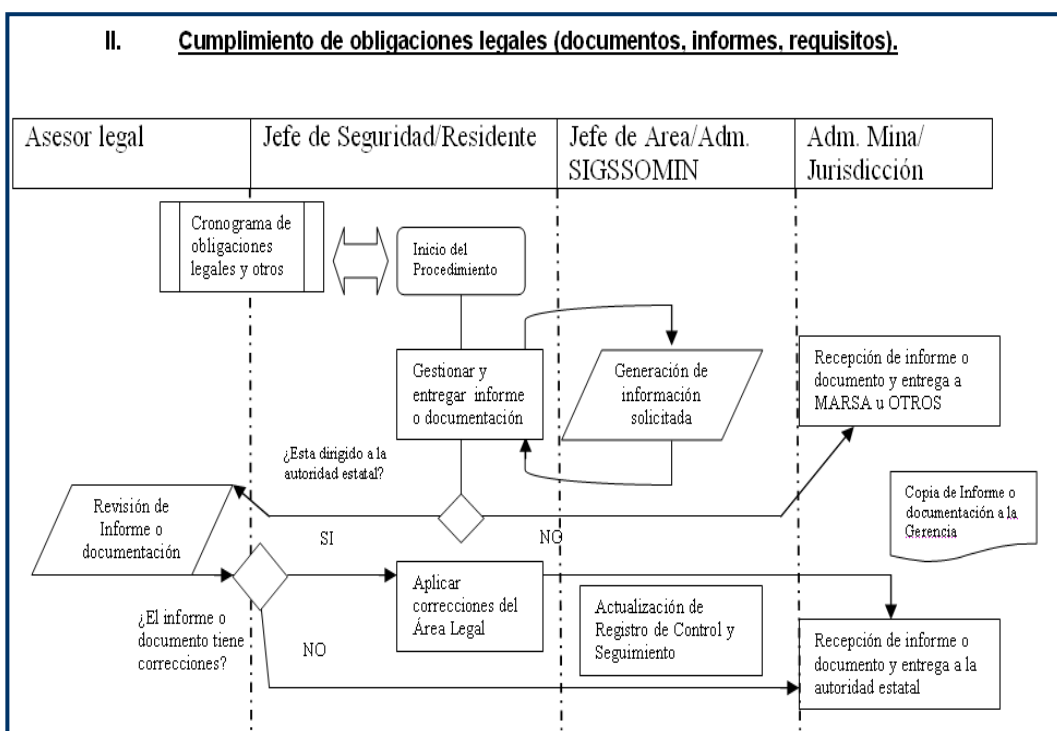 II. Cumplimiento de obligaciones legales (documentos, informes, requisitos).
Asesor legal
Jefe de Seguridad/Residente
Jefe de Area/Adm.
SIGSSOMIN
Adm. Mina/
Jurisdicción
Cronograma de
obligaciones
legales y otros
Inicio del
Procedimiento
Gestionar y
entregar informe
o documentación
Generación de
información
solicitada
Recepción de informe o
documento y entrega a
MARSA u OTROS
¿Esta dirigido a la
autoridad estatal?
Revisión de
Informe o
documentación
SI
NO
Copia de Informe o
documentación a la
Gerencia
¿El informe o
documento tiene
correcciones?
NO
Aplicar
correcciones del
Área Legal
Actualización de
Registro de Control y
Seguimiento
Recepción de informe o
documento y entrega a la
autoridad estatal